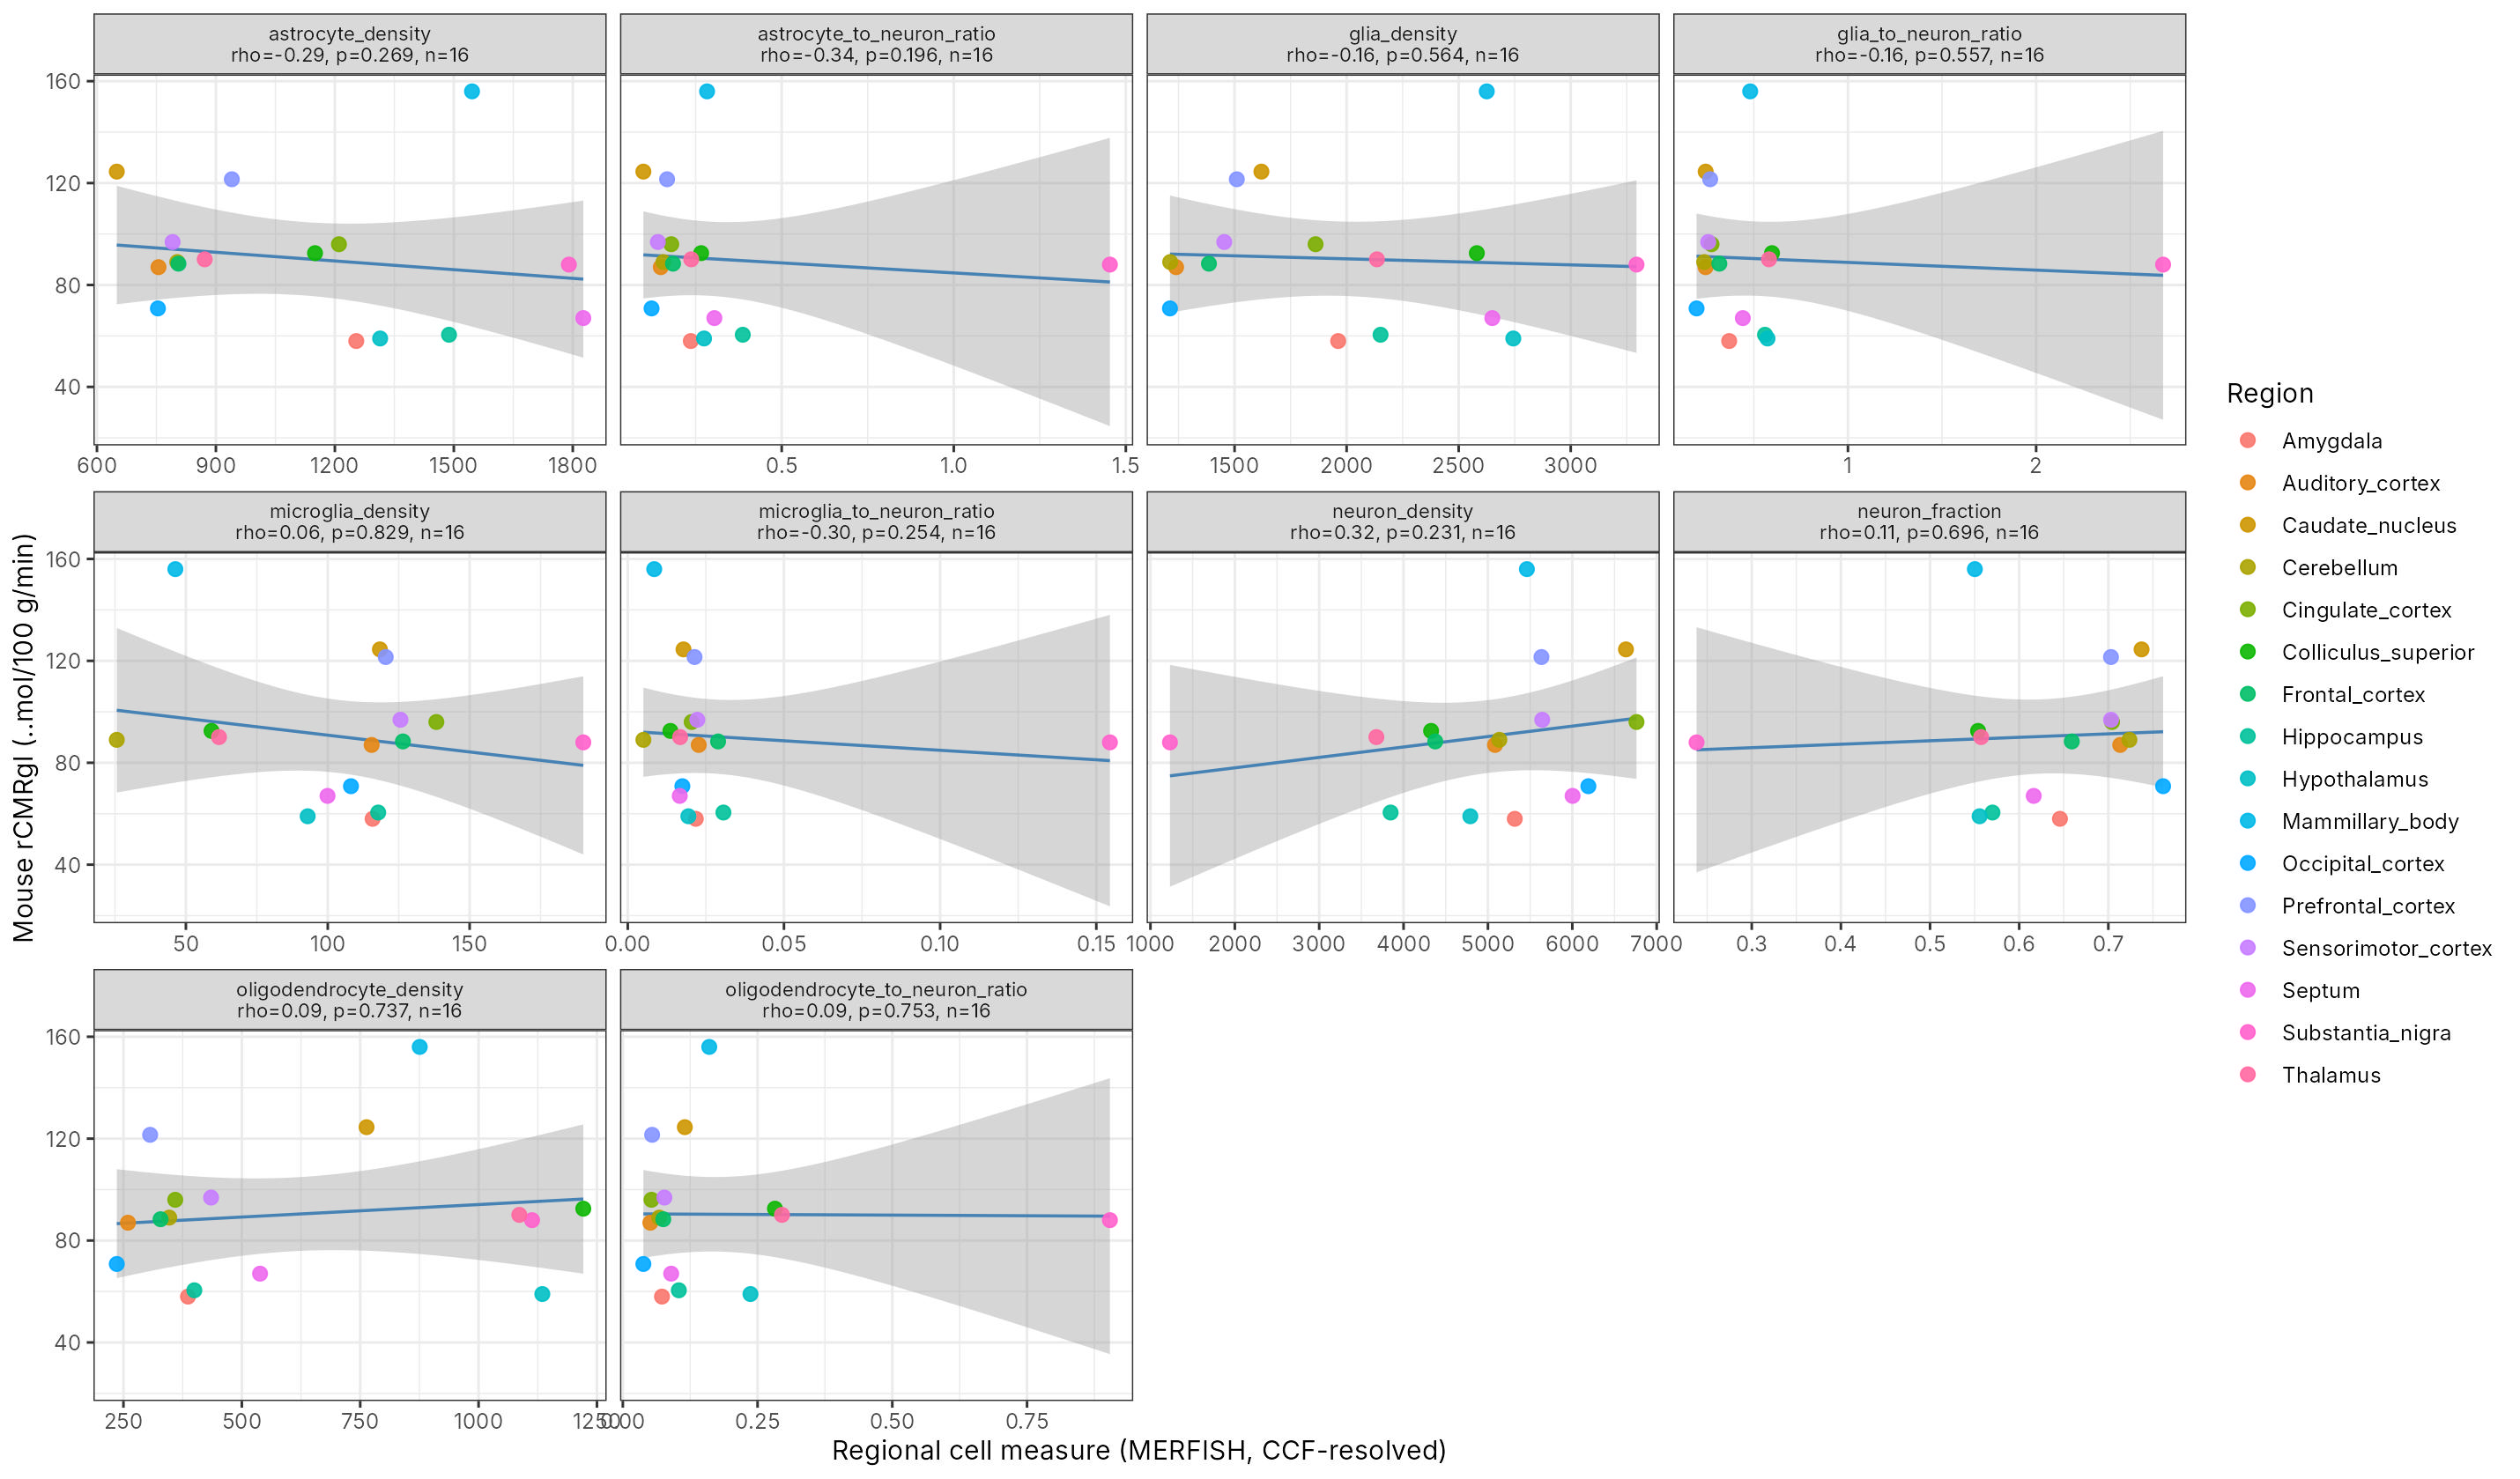 astrocyte_density
rho=-0.29, p=0.269, n=16
astrocyte_to_neuron_ratio
rho=-0.34, p=0.196, n=16
glia_density
rho=-0.16, p=0.564, n=16
glia_to_neuron_ratio
rho=-0.16, p=0.557, n=16
160
120
80
40
600 900 1200 1500 1800
0.5 1.0 1.5
1500 2000 2500 3000
1 2
microglia_density
rho=0.06, p=0.829, n=16
microglia_to_neuron_ratio
rho=-0.30, p=0.254, n=16
neuron_density
rho=0.32, p=0.231, n=16
neuron_fraction
rho=0.11, p=0.696, n=16
160
120
80
40
50 100 150
0.00 0.05 0.10 0.15
1000 2000 3000 4000 5000 6000 7000
0.3 0.4 0.5 0.6 0.7
oligodendrocyte_density
rho=0.09, p=0.737, n=16
oligodendrocyte_to_neuron_ratio
rho=0.09, p=0.753, n=16
160
120
80
40
250 500 750 1000 1250
0.00 0.25 0.50 0.75
Regional cell measure (MERFISH, CCF-resolved)
Mouse rCMRgl (..mol/100 g/min)
Region
Amygdala
Auditory_cortex
Caudate_nucleus
Cerebellum
Cingulate_cortex
Colliculus_superior
Frontal_cortex
Hippocampus
Hypothalamus
Mammillary_body
Occipital_cortex
Prefrontal_cortex
Sensorimotor_cortex
Septum
Substantia_nigra
Thalamus